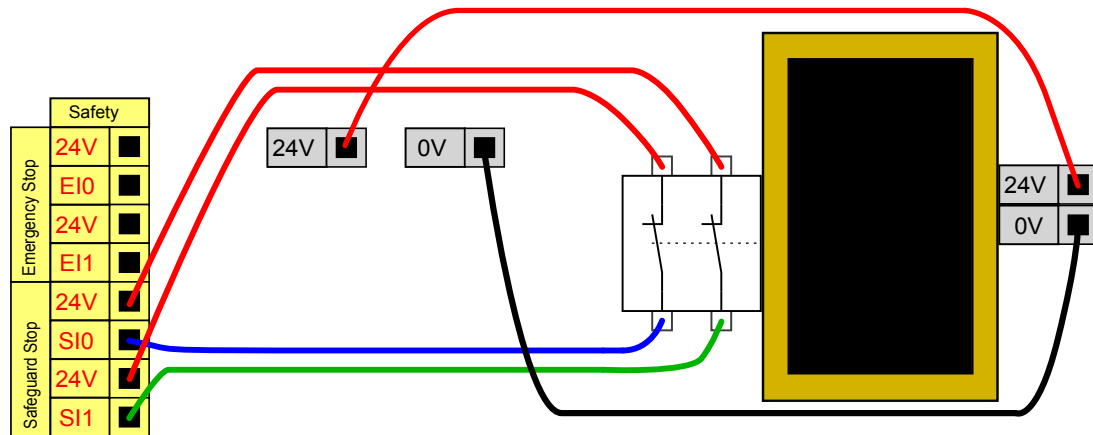 Safety
Emergency Stop
24V
EI0
24V
EI1
Safeguard Stop
24V
SI0
24V
SI1
24V
0V
24V
0V